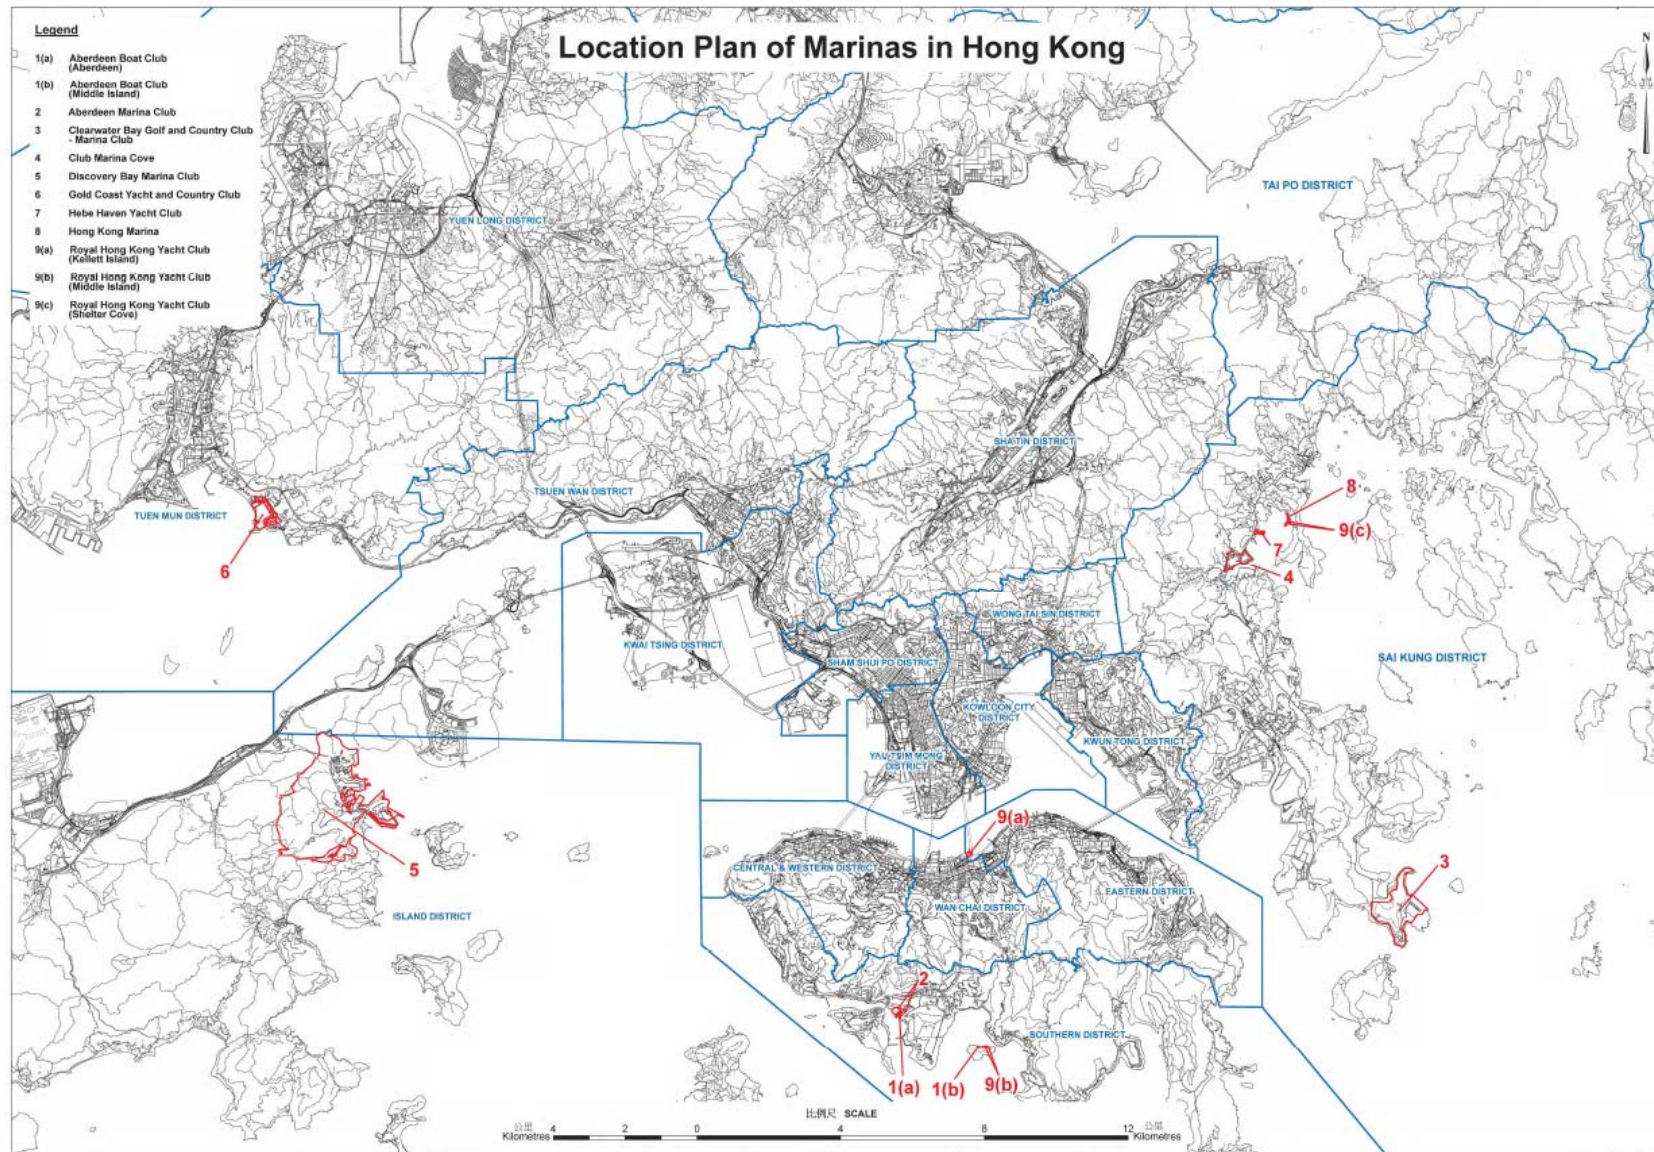 Location Plan of Marinas in Hong Kong
N
Legend
1(a) Aberdeen Boat Club
(Aberdeen)
1(b) Aberdeen Boat Club
(Middle Island)
2 Aberdeen Marina Club
3 Clearwater Bay Golf and Country Club
- Marina Club
4 Club Marina Cove
5 Discovery Bay Marina Club
6 Gold Coast Yacht and Country Club
7 Hebe Haven Yacht Club
8 Hong Kong Marina
9(a) Royal Hong Kong Yacht Club
(Kellett Island)
9(b) Royal Hong Kong Yacht Club
(Middle Island)
9(c) Royal Hong Kong Yacht Club
(Shelter Cove)
TAI PO DISTRICT
YUEN LONG DISTRICT
SHA TIN DISTRICT
TSUEN WAN DISTRICT
TUEN MUN DISTRICT
8
9(c)
7
4
6
WONG TAI SIN DISTRICT
KWAI TSING DISTRICT
SHAM SHUI PO DISTRICT
SAI KUNG DISTRICT
KOWLOON CITY
DISTRICT
KWUN TONG DISTRICT
YAU TSIM MONG
DISTRICT
9(a)
5
CENTRAL & WESTERN DISTRICT
3
EASTERN DISTRICT
WAN CHAI DISTRICT
ISLAND DISTRICT
2
SOUTHERN DISTRICT
1(a)
1(b)
9(b)
比例尺 SCALE
公里
Kilometres
4 2 0 4 8 12
公里
Kilometres